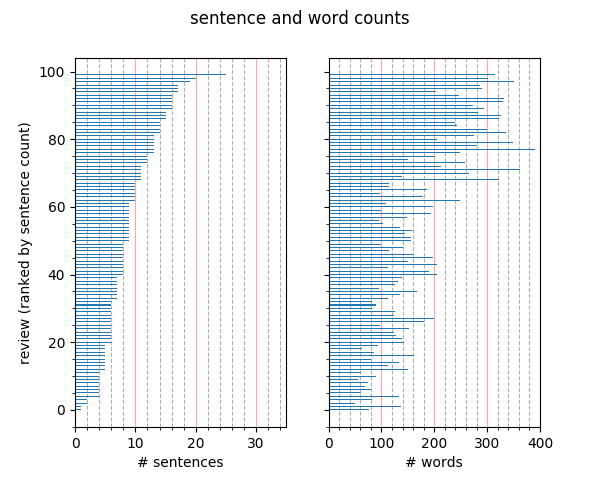 sentence and word counts
review (ranked by sentence count)
100
80
60
40
20
0
0 10 20 30
# sentences
0 100 200 300 400
# words